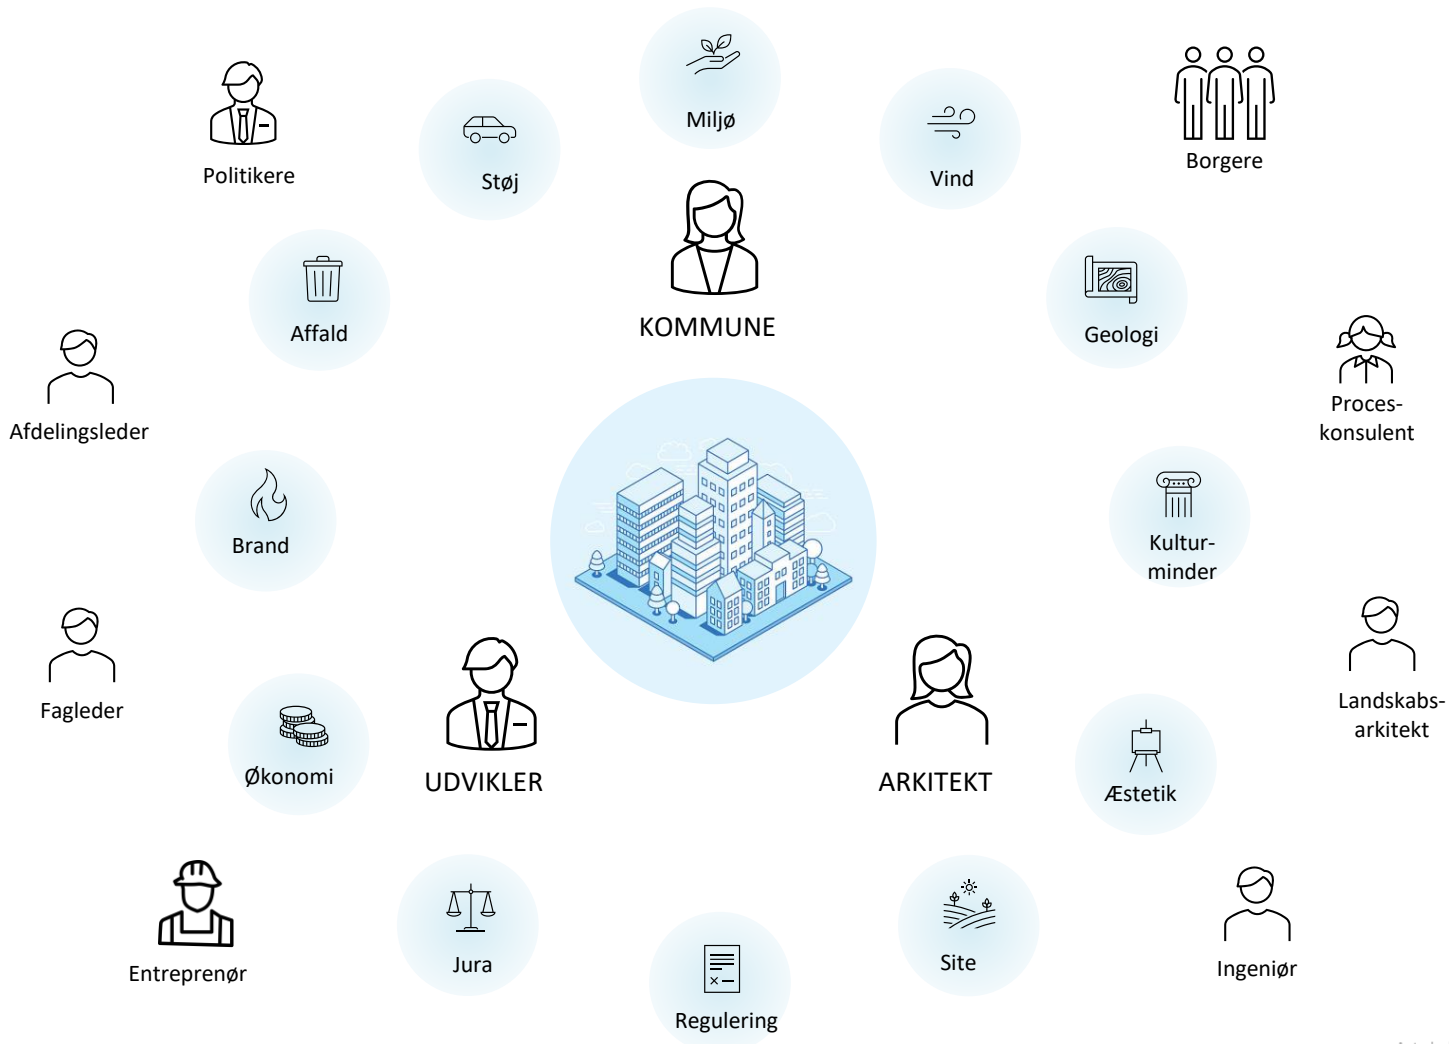 Miljø
Politikere
Støj
Vind
Borgere
KOMMUNE
Affald
Geologi
Afdelingsleder
Proces-
konsulent
Brand
Kultur-
minder
Fagleder
Landskabs-
arkitekt
Økonomi
UDVIKLER
ARKITEKT
Æstetik
Entreprenør
Jura
Site
Ingeniør
Regulering